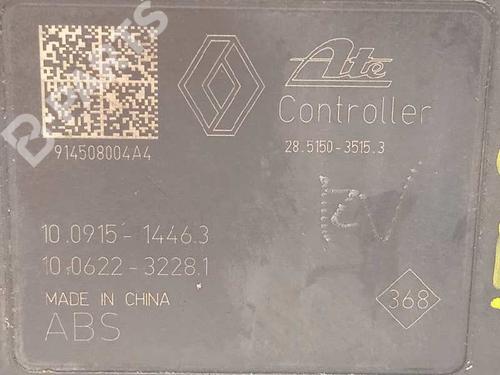 Ate
Controller
914508004A4
28.5150-3515.3
10.0915-1446.3
10.0622-3228.1
MADE IN CHINA
368
ABS